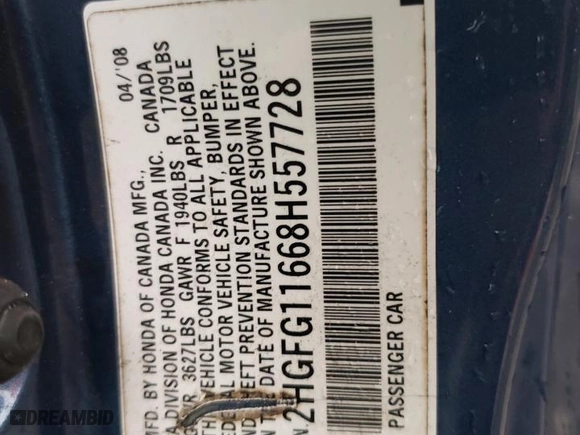 MFD. BY HONDA OF CANADA MFG., 04/'08
A DIVISION OF HONDA CANADA INC. CANADA
3627LBS GAWR F 1940LBS R 1709LBS
VEHICLE CONFORMS TO ALL APPLICABLE
MOTOR VEHICLE SAFETY, BUMPER,
THEFT PREVENTION STANDARDS IN EFFECT
THE DATE OF MANUFACTURE SHOWN ABOVE.
2HGFG11668H557728
PASSENGER CAR
DREAMBID